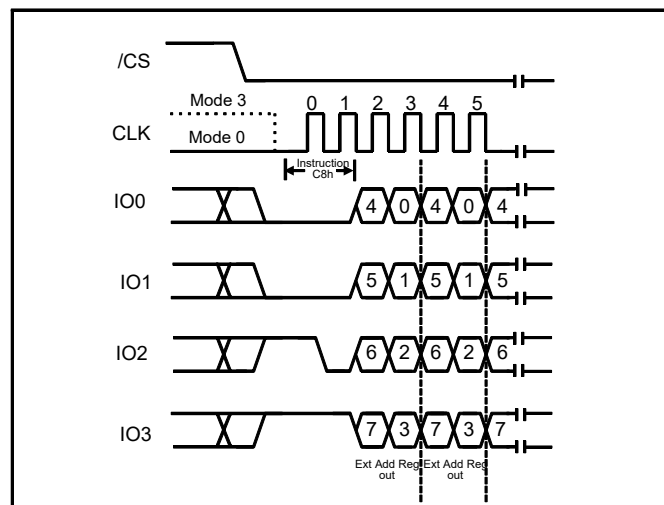 /CS
Mode 3
0 1 2 3 4 5
CLK
Mode 0
Instruction
C8h
IO0
4 0 4 0 4
IO1
5 1 5 1 5
IO2
6 2 6 2 6
IO3
7 3 7 3 7
Ext Add Reg Ext Add Reg
out out